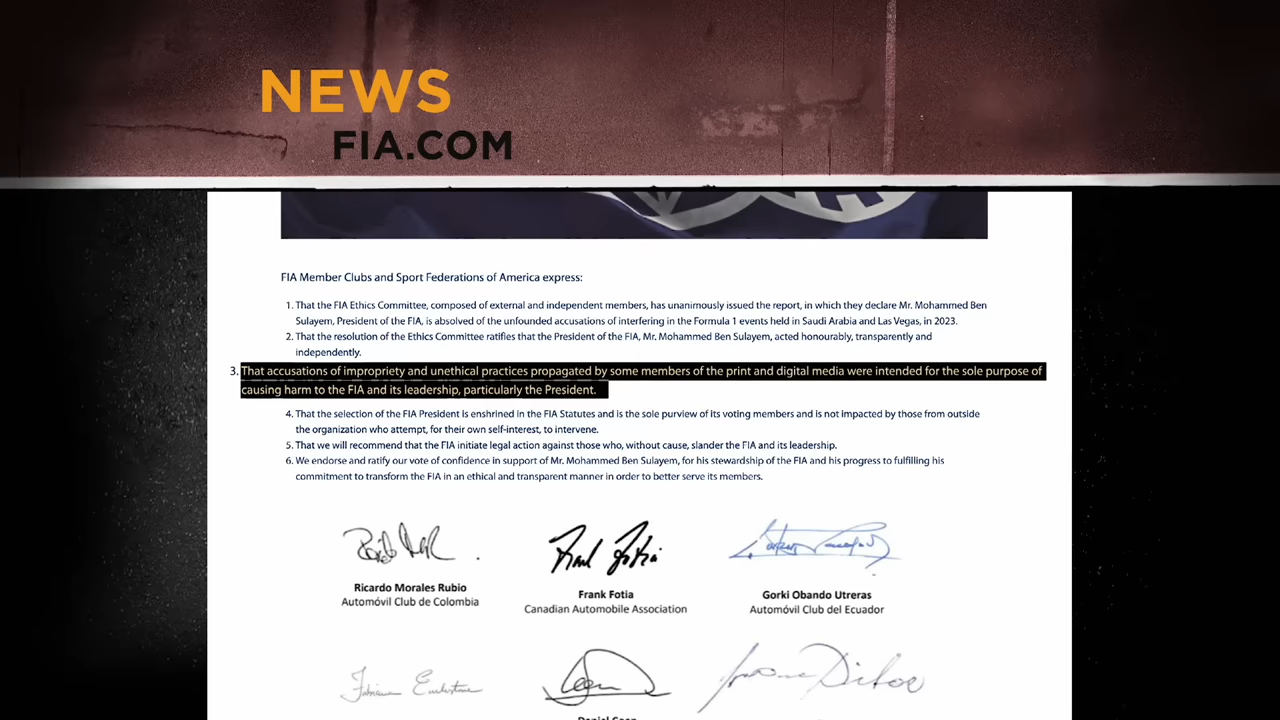 NEWS
FIA.COM
FIA Member Clubs and Sport Federations of America express:
1. That the FIA Ethics Committee, composed of external and independent members, has unanimously issued the report, in which they declare Mr. Mohammed Ben
Sulayem, President of the FIA, is absolved of the unfounded accusations of interfering in the Formula 1 events held in Saudi Arabia and Las Vegas, in 2023.
2. That the resolution of the Ethics Committee ratifies that the President of the FIA, Mr. Mohammed Ben Sulayem, acted honourably, transparently and
independently.
3. That accusations of impropriety and unethical practices propagated by some members of the print and digital media were intended for the sole purpose of
causing harm to the FIA and its leadership, particularly the President.
4. That the selection of the FIA President is enshrined in the FIA Statutes and is the sole purview of its voting members and is not impacted by those from outside
the organization who attempt, for their own self-interest, to intervene.
5. That we will recommend that the FIA initiate legal action against those who, without cause, slander the FIA and its leadership.
6. We endorse and ratify our vote of confidence in support of Mr. Mohammed Ben Sulayem, for his stewardship of the FIA and his progress to fulfilling his
commitment to transform the FIA in an ethical and transparent manner in order to better serve its members.
Frank Fotia
Ricardo Morales Rubio
Automóvil Club de Colombia
Frank Fotia
Canadian Automobile Association
Gorki Obando Utreras
Automóvil Club del Ecuador